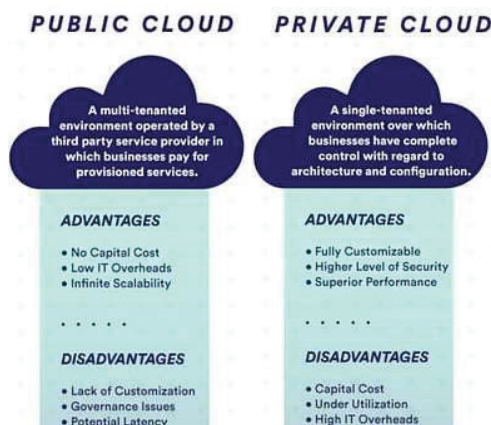 PUBLIC CLOUD
A multi-tenanted
environment operated by a
third party service provider in
which businesses pay for
provisioned services.
ADVANTAGES
• No Capital Cost
• Low IT Overheads
• Infinite Scalability
. . . . .
DISADVANTAGES
• Lack of Customization
• Governance Issues
• Potential Latency
PRIVATE CLOUD
A single-tenanted
environment over which
businesses have complete
control with regard to
architecture and configuration.
ADVANTAGES
• Fully Customizable
• Higher Level of Security
• Superior Performance
. . . . .
DISADVANTAGES
• Capital Cost
• Under Utilization
• High IT Overheads